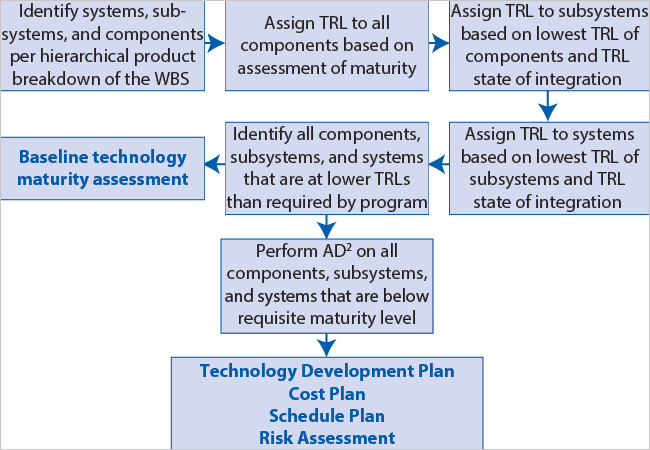 Identify systems, sub-
systems, and components
per hierarchical product
breakdown of the WBS
Assign TRL to all
components based on
assessment of maturity
Assign TRL to subsystems
based on lowest TRL of
components and TRL
state of integration
Assign TRL to systems
based on lowest TRL of
subsystems and TRL
state of integration
Identify all components,
subsystems, and systems
that are at lower TRLs
than required by program
Baseline technology
maturity assessment
Perform AD² on all
components, subsystems,
and systems that are below
requisite maturity level
Technology Development Plan
Cost Plan
Schedule Plan
Risk Assessment